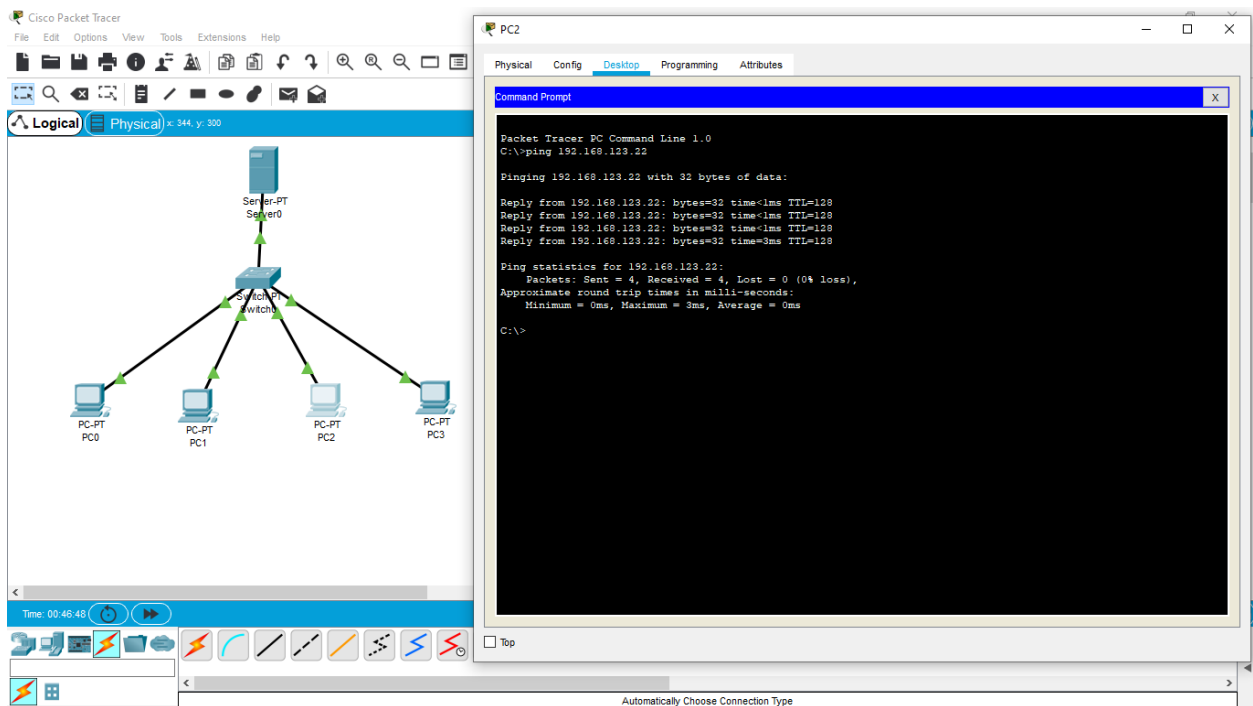 Cisco Packet Tracer
File Edit Options View Tools Extensions Help
Logical
Physical
x: 344, y: 300
Server-PT
Server0
Switch-PT
Switch0
PC-PT
PC0
PC-PT
PC1
PC-PT
PC2
PC-PT
PC3
Time: 00:46:48
Automatically Choose Connection Type
PC2
Physical Config Desktop Programming Attributes
Command Prompt
X
Packet Tracer PC Command Line 1.0
C:\>ping 192.168.123.22
Pinging 192.168.123.22 with 32 bytes of data:
Reply from 192.168.123.22: bytes=32 time<1ms TTL=128
Reply from 192.168.123.22: bytes=32 time<1ms TTL=128
Reply from 192.168.123.22: bytes=32 time<1ms TTL=128
Reply from 192.168.123.22: bytes=32 time=3ms TTL=128
Ping statistics for 192.168.123.22:
Packets: Sent = 4, Received = 4, Lost = 0 (0% loss),
Approximate round trip times in milli-seconds:
Minimum = 0ms, Maximum = 3ms, Average = 0ms
C:\>
Top